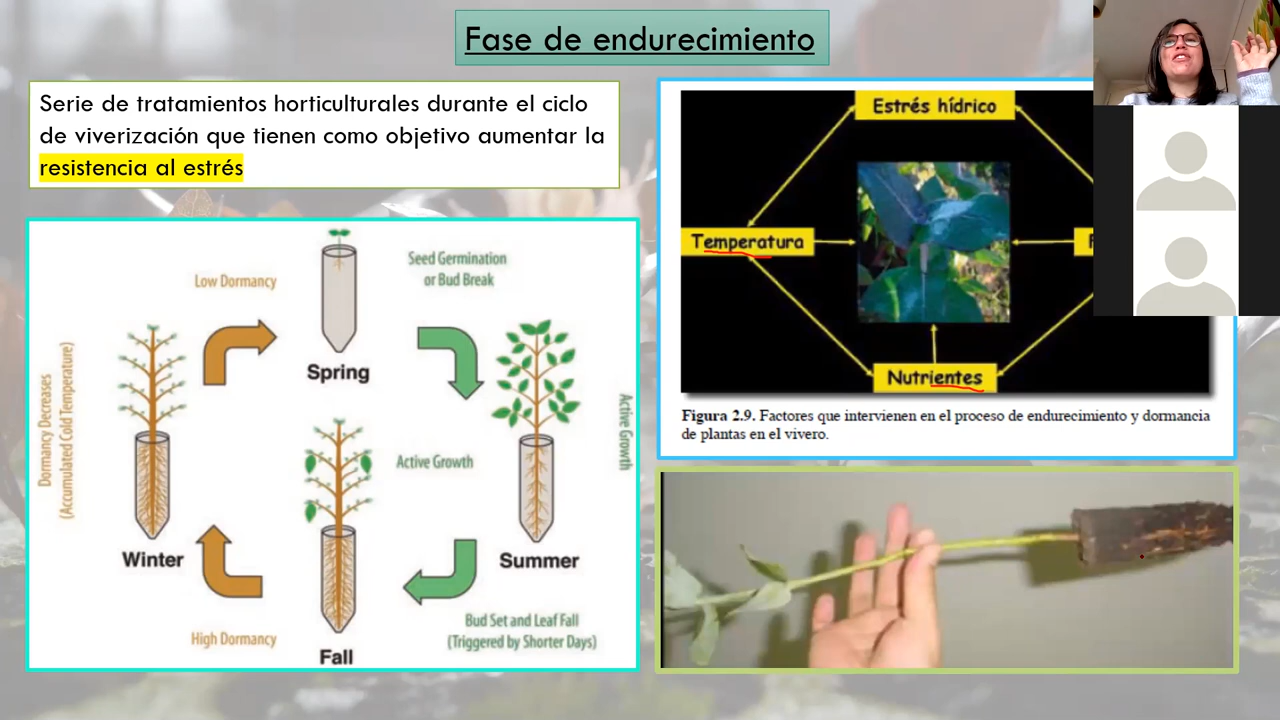 Fase de endurecimiento
Serie de tratamientos horticulturales durante el ciclo
de viverización que tienen como objetivo aumentar la
resistencia al estrés
Low Dormancy
Seed Germination
or Bud Break
Spring
Dormancy Decreases
(Accumulated Cold Temperature)
Active Growth
Active Growth
Winter
Summer
High Dormancy
Bud Set and Leaf Fall
(Triggered by Shorter Days)
Fall
Estrés hídrico
Temperatura
Nutrientes
Figura 2.9. Factores que intervienen en el proceso de endurecimiento y dormancia
de plantas en el vivero.